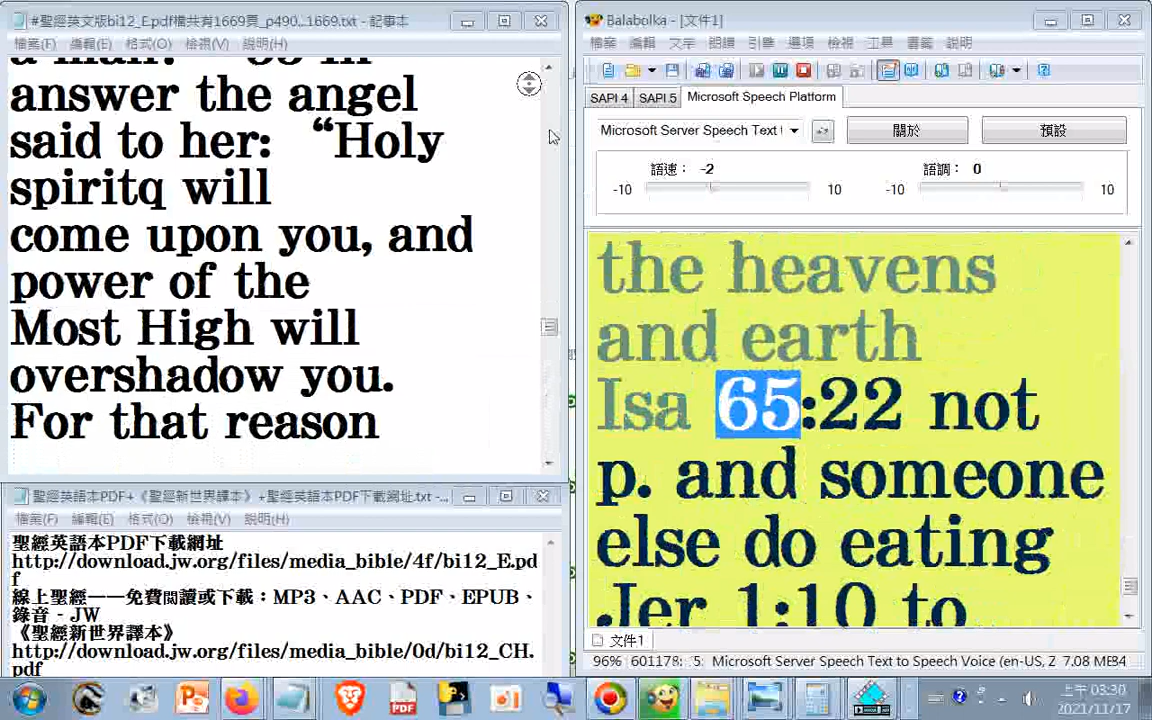 #聖經英文版bi12_E.pdf檔共有1669頁_p490...1669.txt - 記事本
檔案(F) 編輯(E) 格式(O) 檢視(V) 說明(H)
answer the angel
said to her: “Holy
spiritq will
come upon you, and
power of the
Most High will
overshadow you.
For that reason
聖經英語本PDF+《聖經新世界譯本》+聖經英語本PDF下載網址.txt - ...
檔案(F) 編輯(E) 格式(O) 檢視(V) 說明(H)
聖經英語本PDF下載網址
http://download.jw.org/files/media_bible/4f/bi12_E.pd
f
線上聖經——免費閱讀或下載：MP3、AAC、PDF、EPUB、
錄音 - JW
《聖經新世界譯本》
http://download.jw.org/files/media_bible/0d/bi12_CH.
pdf
Balabolka - [文件1]
檔案 編輯 文字 朗讀 引擎 選項 檢視 工具 書籤 說明
SAPI 4 SAPI 5 Microsoft Speech Platform
Microsoft Server Speech Text 關於 預設
語速： -2 語調： 0
-10 10 -10 10
the heavens
and earth
Isa 65:22 not
p. and someone
else do eating
Jer 1:10 to
文件1
96% 601178: 5: Microsoft Server Speech Text to Speech Voice (en-US, Z 7.08 MB
上午 03:30
2021/11/17